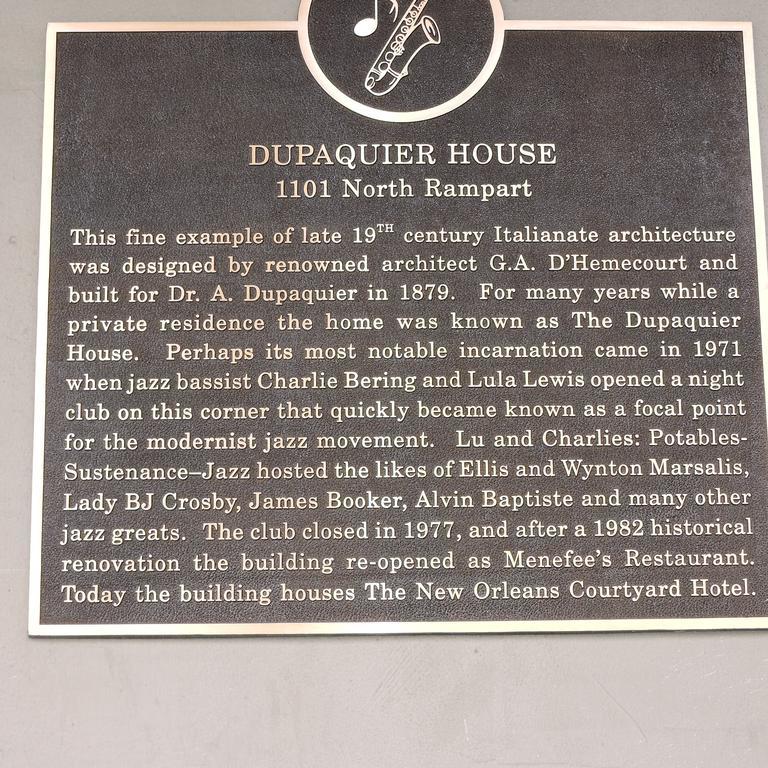 DUPAQUIER HOUSE
1101 North Rampart
This fine example of late 19TH century Italianate architecture
was designed by renowned architect G.A. D'Hemecourt and
built for Dr. A. Dupaquier in 1879. For many years while a
private residence the home was known as The Dupaquier
House. Perhaps its most notable incarnation came in 1971
when jazz bassist Charlie Bering and Lula Lewis opened a night
club on this corner that quickly became known as a focal point
for the modernist jazz movement. Lu and Charlies: Potables-
Sustenance–Jazz hosted the likes of Ellis and Wynton Marsalis,
Lady BJ Crosby, James Booker, Alvin Baptiste and many other
jazz greats. The club closed in 1977, and after a 1982 historical
renovation the building re-opened as Menefee's Restaurant.
Today the building houses The New Orleans Courtyard Hotel.